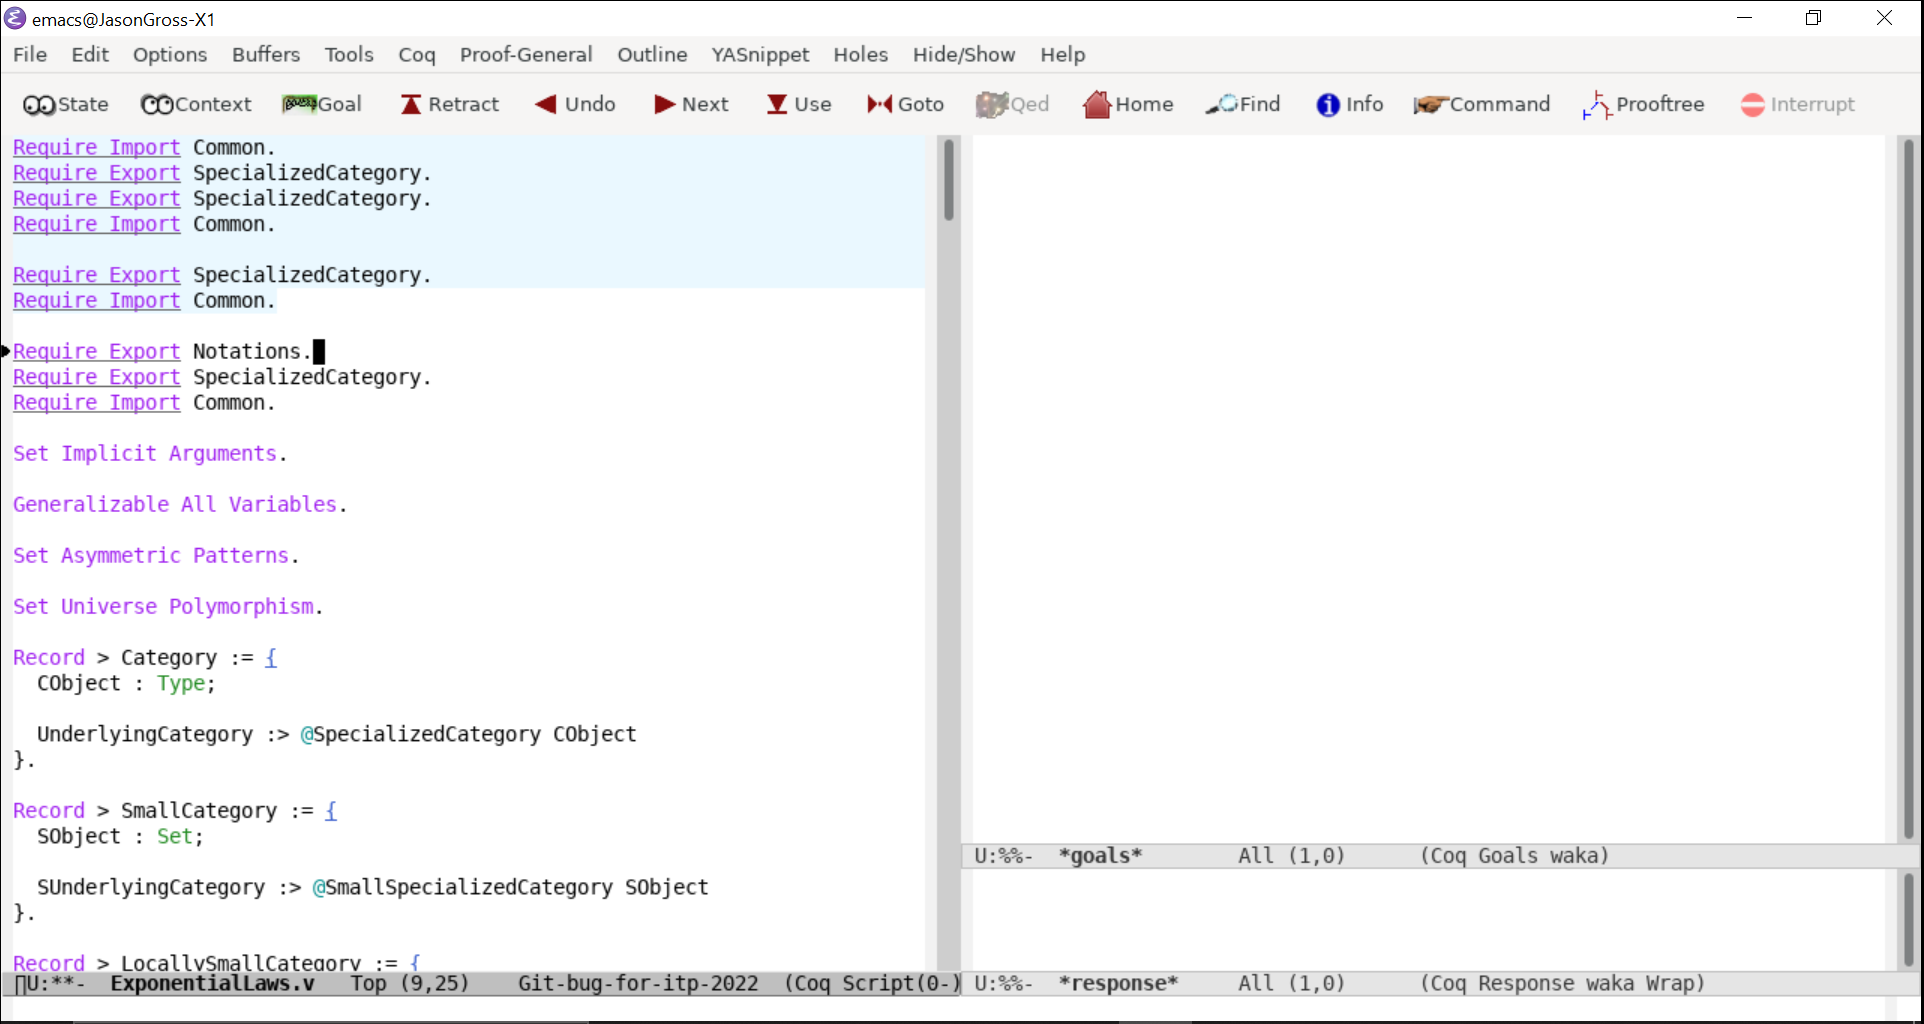 emacs@JasonGross-X1
File Edit Options Buffers Tools Coq Proof-General Outline YASnippet Holes Hide/Show Help
State Context Goal Retract Undo Next Use Goto Qed Home Find Info Command Prooftree Interrupt
Require Import Common.
Require Export SpecializedCategory.
Require Export SpecializedCategory.
Require Import Common.
Require Export SpecializedCategory.
Require Import Common.
Require Export Notations.
Require Export SpecializedCategory.
Require Import Common.
Set Implicit Arguments.
Generalizable All Variables.
Set Asymmetric Patterns.
Set Universe Polymorphism.
Record > Category := {
  CObject : Type;
  UnderlyingCategory :> @SpecializedCategory CObject
}.
Record > SmallCategory := {
  SObject : Set;
  SUnderlyingCategory :> @SmallSpecializedCategory SObject
}.
Record > LocallySmallCategory := {
U:**-  ExponentialLaws.v   Top (9,25)    Git-bug-for-itp-2022  (Coq Script(0-)
U:%%-  *goals*        All (1,0)      (Coq Goals waka)
U:%%-  *response*     All (1,0)      (Coq Response waka Wrap)